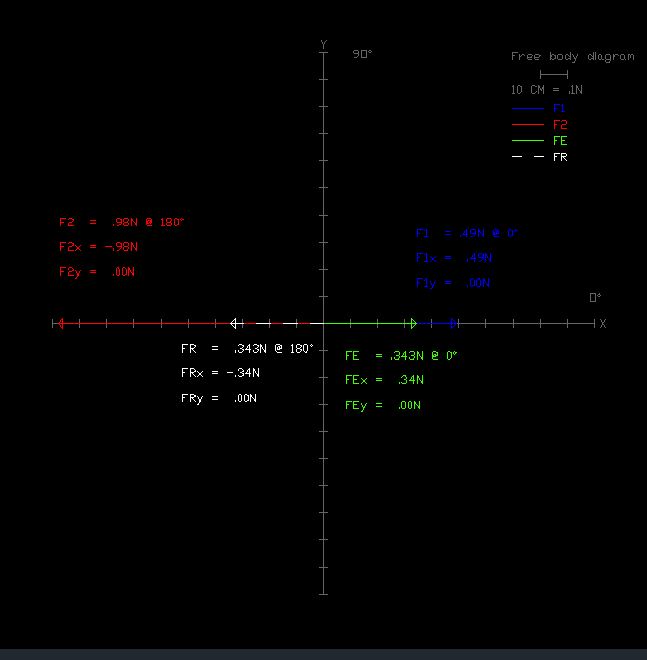 Y
90°
Free body diagram
10 CM = .1N
F1
F2
FE
FR
F2 = .98N @ 180°
F2x = -.98N
F2y = .00N
F1 = .49N @ 0°
F1x = .49N
F1y = .00N
0°
X
FR = .343N @ 180°
FRx = -.34N
FRy = .00N
FE = .343N @ 0°
FEx = .34N
FEy = .00N